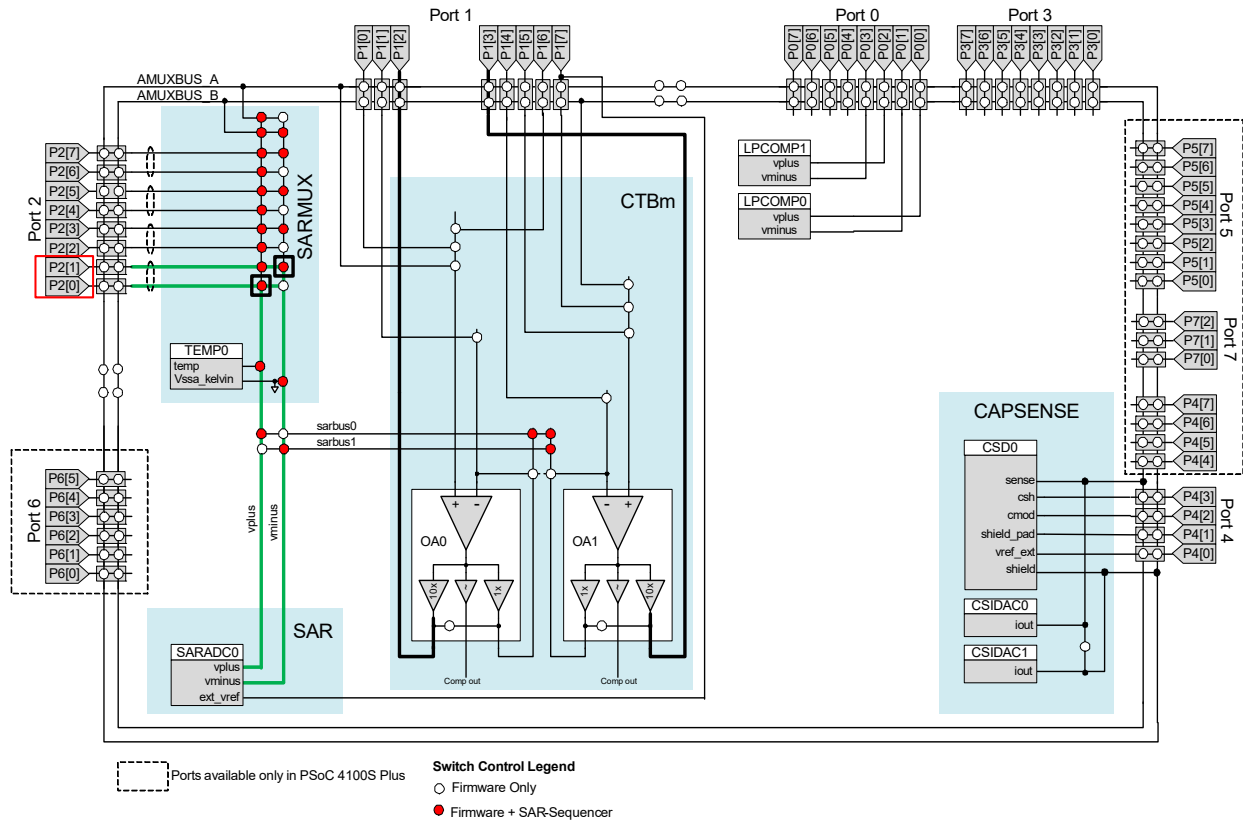 Port 1
Port 0
Port 3
P1[0]
P1[1]
P1[2]
P1[3]
P1[4]
P1[5]
P1[6]
P1[7]
P0[7]
P0[6]
P0[5]
P0[4]
P0[3]
P0[2]
P0[1]
P0[0]
P3[7]
P3[6]
P3[5]
P3[4]
P3[3]
P3[2]
P3[1]
P3[0]
AMUXBUS_A
AMUXBUS_B
Port 2
P2[7]
P2[6]
P2[5]
P2[4]
P2[3]
P2[2]
P2[1]
P2[0]
SARMUX
TEMP0
temp
Vssa_kelvin
CTBm
LPCOMP1
vplus
vminus
LPCOMP0
vplus
vminus
P5[7]
P5[6]
P5[5]
P5[4]
P5[3]
P5[2]
P5[1]
P5[0]
Port 5
P7[2]
P7[1]
P7[0]
Port 7
P4[7]
P4[6]
P4[5]
P4[4]
P4[3]
P4[2]
P4[1]
P4[0]
Port 4
sarbus0
sarbus1
vplus
vminus
Port 6
P6[5]
P6[4]
P6[3]
P6[2]
P6[1]
P6[0]
+ -
OA0
10x
~
1x
Comp out
- +
OA1
1x
~
10x
Comp out
CAPSENSE
CSD0
sense
csh
cmod
shield_pad
vref_ext
shield
CSIDAC0
iout
CSIDAC1
iout
SAR
SARADC0
vplus
vminus
ext_vref
Ports available only in PSoC 4100S Plus
Switch Control Legend
Firmware Only
Firmware + SAR-Sequencer